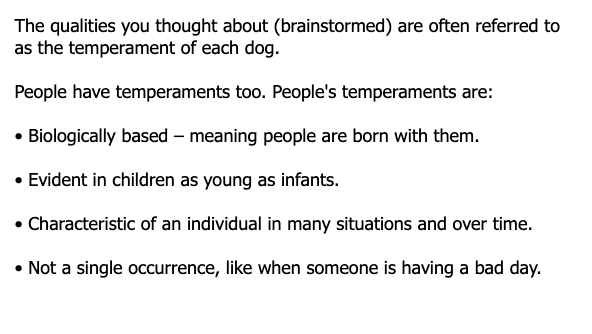 The qualities you thought about (brainstormed) are often referred to
as the temperament of each dog.
People have temperaments too. People's temperaments are:
• Biologically based – meaning people are born with them.
• Evident in children as young as infants.
• Characteristic of an individual in many situations and over time.
• Not a single occurrence, like when someone is having a bad day.